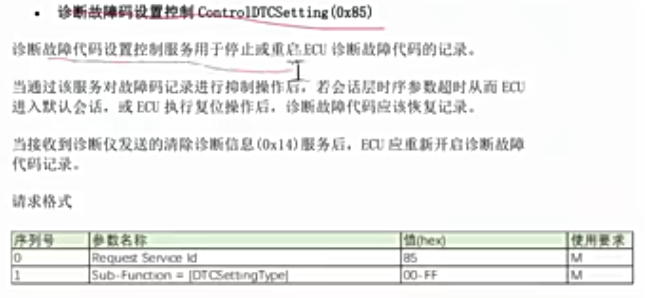 • 诊断故障码设置控制 ControlDTCSetting(0x85)
诊断故障代码设置控制服务用于停止或重启 ECU 诊断故障代码的记录。
当通过该服务对故障码记录进行抑制操作后，若会话层时序参数超时从而 ECU
进入默认会话，或 ECU 执行复位操作后，诊断故障代码应该恢复记录。
当接收到诊断仪发送的清除诊断信息(0x14)服务后，ECU 应重新开启诊断故障
代码记录。
请求格式
序列号 参数名称 值(hex) 使用要求
0 Request Service Id 85 M
1 Sub-Function = [DTCSettingType] 00-FF M